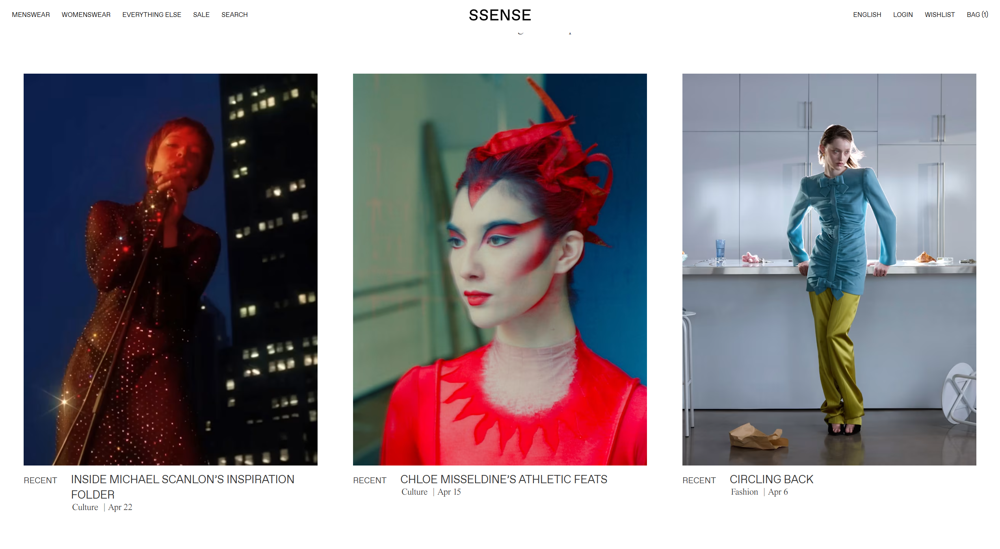 MENSWEAR WOMENSWEAR EVERYTHING ELSE SALE SEARCH SSENSE ENGLISH LOGIN WISHLIST BAG (1)
RECENT INSIDE MICHAEL SCANLON’S INSPIRATION
FOLDER
Culture | Apr 22
RECENT CHLOE MISSELDINE’S ATHLETIC FEATS
Culture | Apr 15
RECENT CIRCLING BACK
Fashion | Apr 6